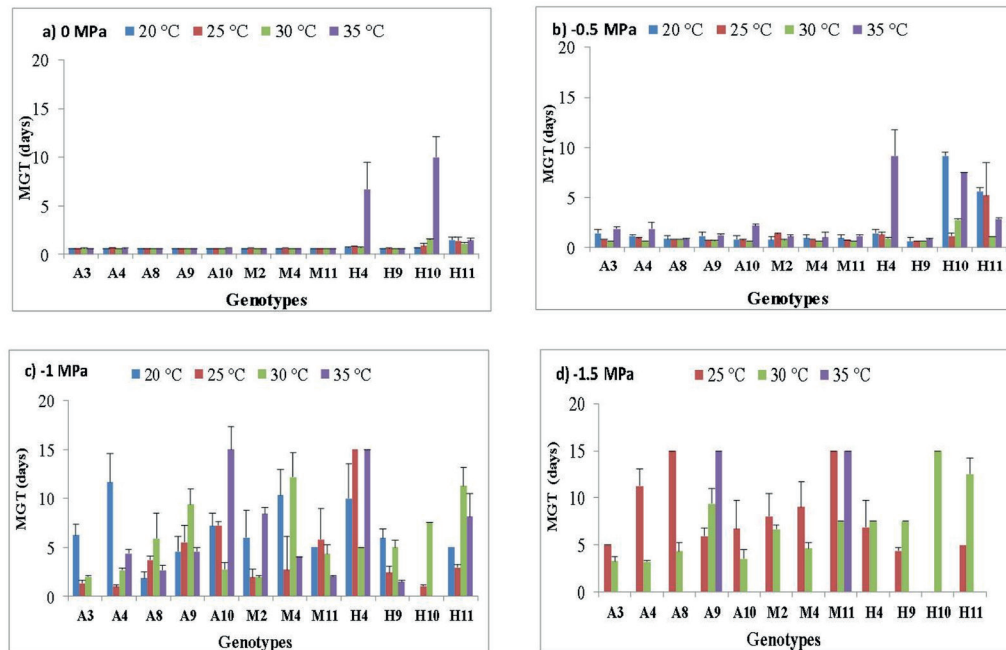 a) 0 MPa 20 °C 25 °C 30 °C 35 °C
20
15
10
5
0
MGT (days)
A3 A4 A8 A9 A10 M2 M4 M11 H4 H9 H10 H11
Genotypes
b) -0.5 MPa 20 °C 25 °C 30 °C 35 °C
20
15
10
5
0
MGT (days)
A3 A4 A8 A9 A10 M2 M4 M11 H4 H9 H10 H11
Genotypes
c) -1 MPa 20 °C 25 °C 30 °C 35 °C
20
15
10
5
0
MGT (days)
A3 A4 A8 A9 A10 M2 M4 M11 H4 H9 H10 H11
Genotypes
d) -1.5 MPa 25 °C 30 °C 35 °C
20
15
10
5
0
MGT (days)
A3 A4 A8 A9 A10 M2 M4 M11 H4 H9 H10 H11
Genotypes